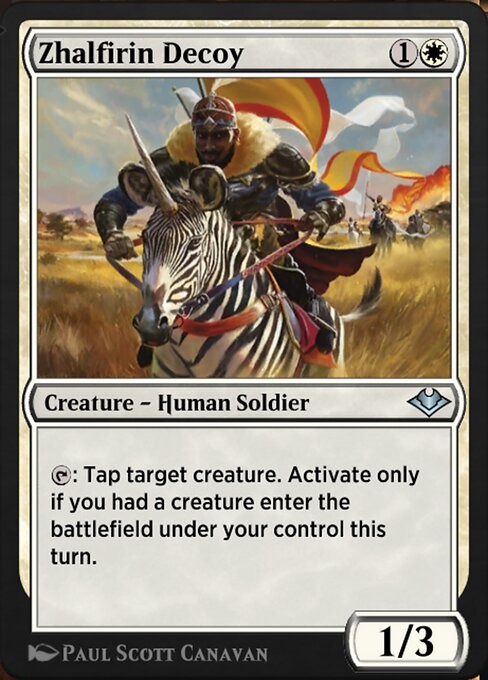 Zhalfirin Decoy 1
Creature – Human Soldier
: Tap target creature. Activate only
if you had a creature enter the
battlefield under your control this
turn.
1/3
Paul Scott Canavan